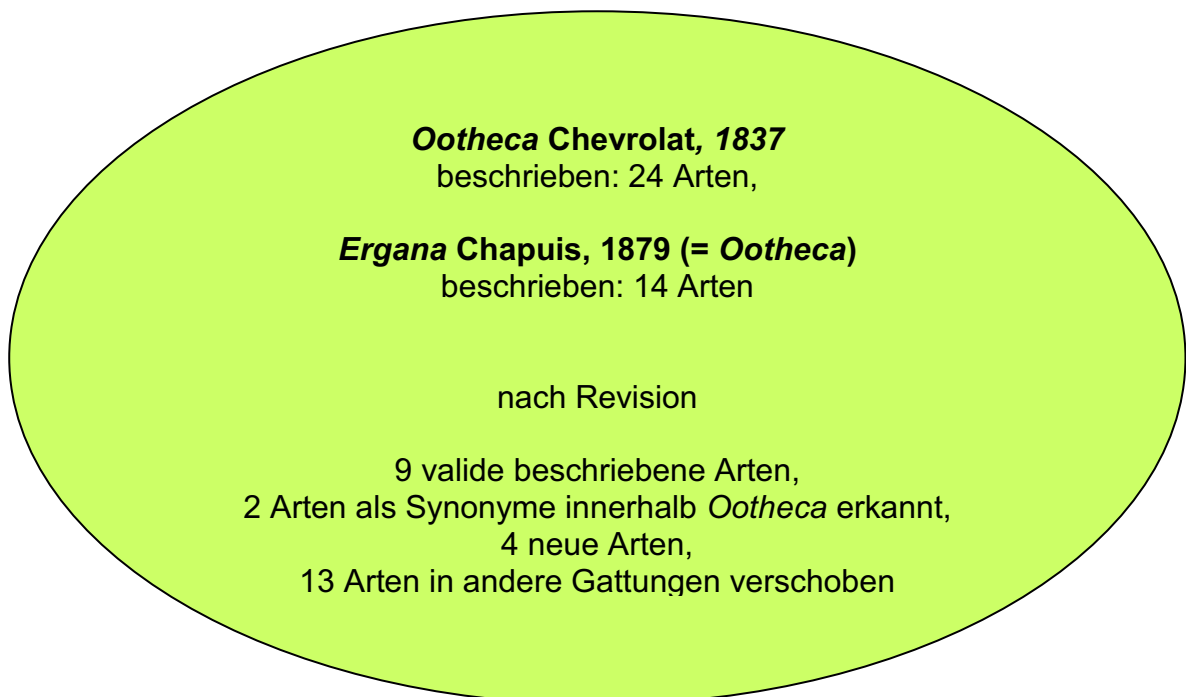 Ootheca Chevrolat, 1837
beschrieben: 24 Arten,
Ergana Chapuis, 1879 (= Ootheca)
beschrieben: 14 Arten
nach Revision
9 valide beschriebene Arten,
2 Arten als Synonyme innerhalb Ootheca erkannt,
4 neue Arten,
13 Arten in andere Gattungen verschoben